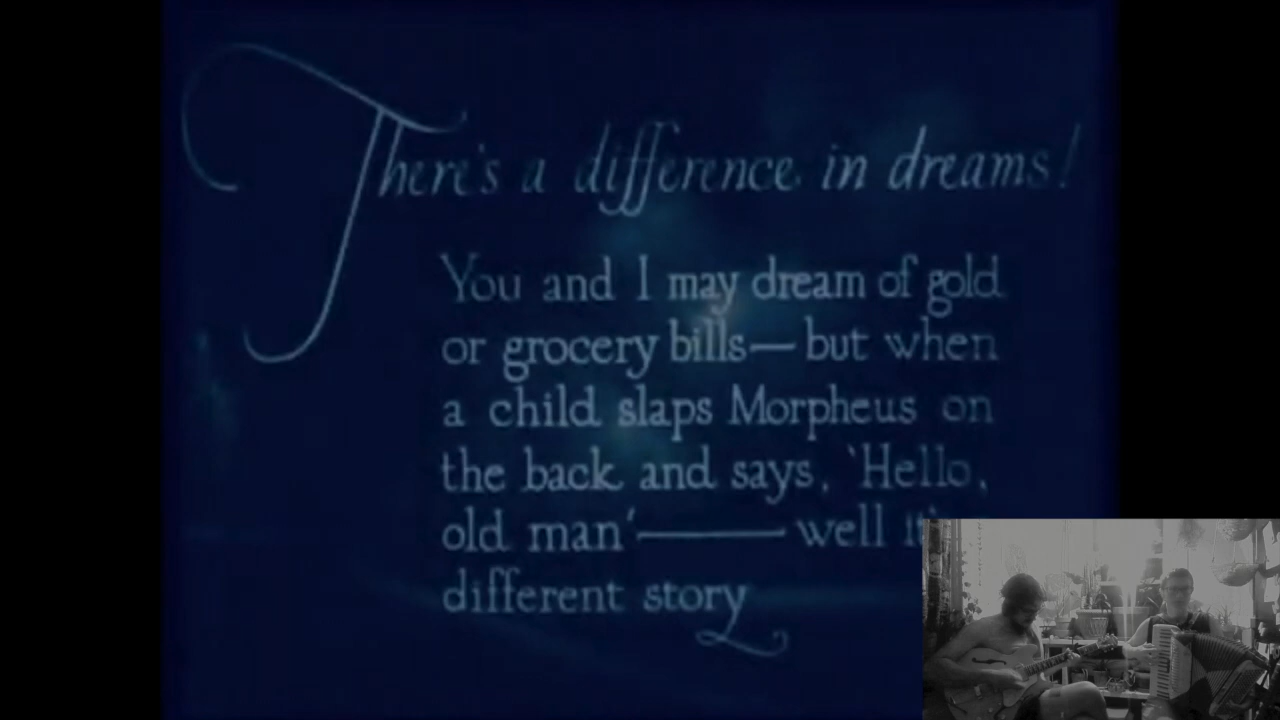 There's a difference in dreams!
You and I may dream of gold
or grocery bills—but when
a child slaps Morpheus on
the back and says, 'Hello,
old man'——well
different story